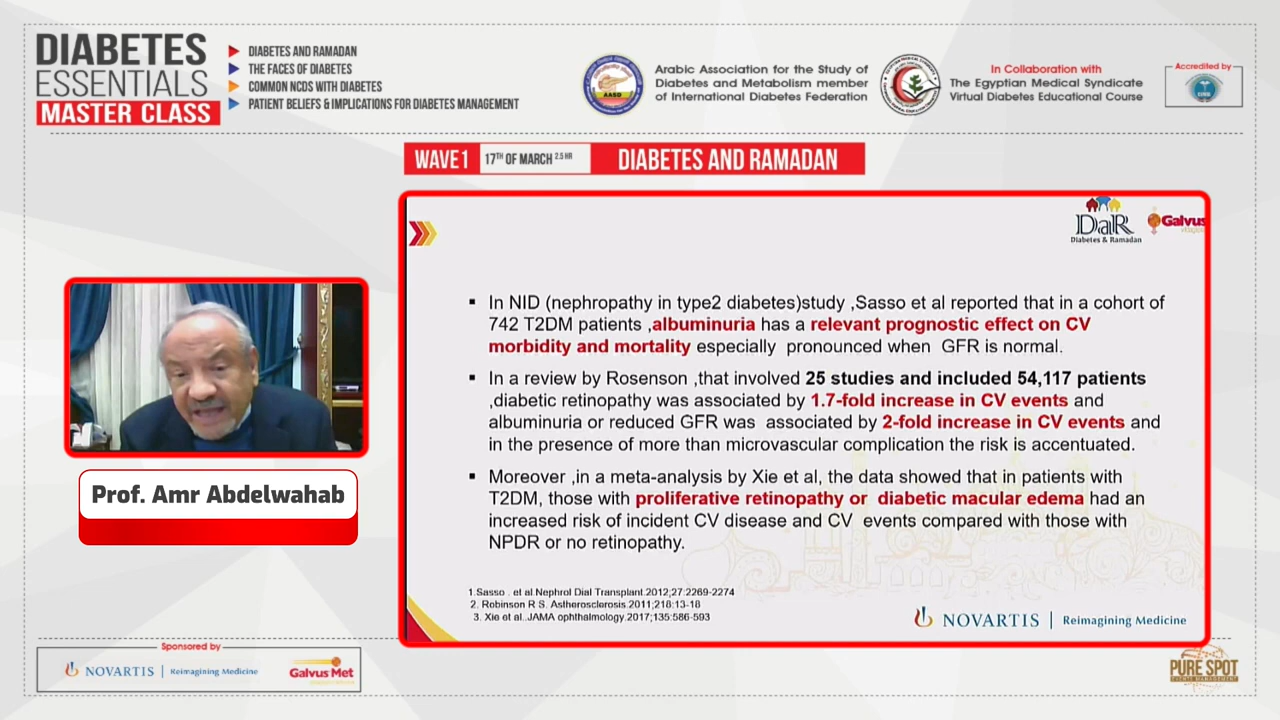 DIABETES
ESSENTIALS
MASTER CLASS
DIABETES AND RAMADAN
THE FACES OF DIABETES
COMMON NCDS WITH DIABETES
PATIENT BELIEFS & IMPLICATIONS FOR DIABETES MANAGEMENT
AASD
Arabic Association for the Study of
Diabetes and Metabolism member
of International Diabetes Federation
In Collaboration with
The Egyptian Medical Syndicate
Virtual Diabetes Educational Course
Accredited by
WAVE1
17TH OF MARCH 2.5 HR
DIABETES AND RAMADAN
DaR
Diabetes & Ramadan
Galvus
▪ In NID (nephropathy in type2 diabetes)study ,Sasso et al reported that in a cohort of
742 T2DM patients ,albuminuria has a relevant prognostic effect on CV
morbidity and mortality especially pronounced when GFR is normal.
▪ In a review by Rosenson ,that involved 25 studies and included 54,117 patients
,diabetic retinopathy was associated by 1.7-fold increase in CV events and
albuminuria or reduced GFR was associated by 2-fold increase in CV events and
in the presence of more than microvascular complication the risk is accentuated.
▪ Moreover ,in a meta-analysis by Xie et al, the data showed that in patients with
T2DM, those with proliferative retinopathy or diabetic macular edema had an
increased risk of incident CV disease and CV events compared with those with
NPDR or no retinopathy.
1.Sasso . et al.Nephrol Dial Transplant.2012;27:2269-2274
2. Robinson R S. Astherosclerosis.2011;218:13-18
3. Xie et al..JAMA ophthalmology.2017;135:586-593
NOVARTIS | Reimagining Medicine
Prof. Amr Abdelwahab
Sponsored by
NOVARTIS | Reimagining Medicine
Galvus Met
PURE SPOT
EVENTS MANAGEMENT